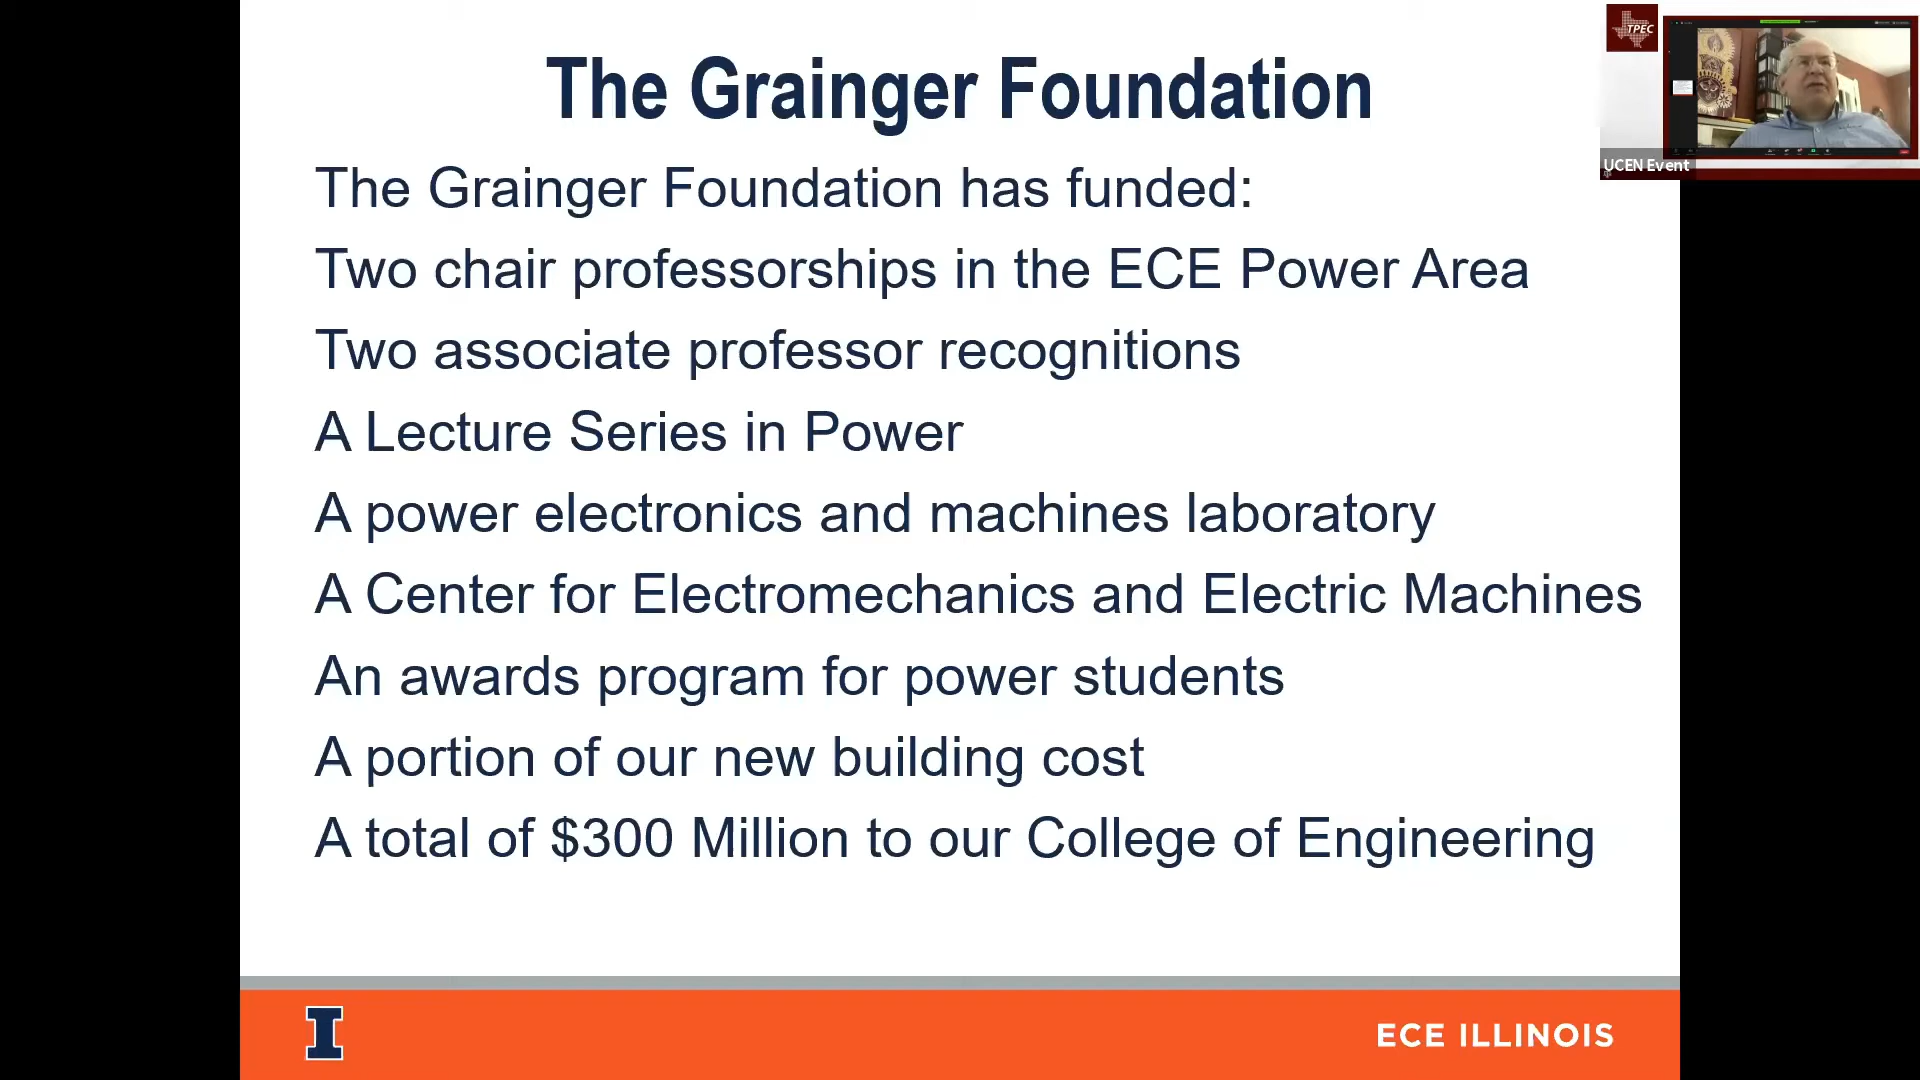 The Grainger Foundation
TPEC
UCEN Event
The Grainger Foundation has funded:
Two chair professorships in the ECE Power Area
Two associate professor recognitions
A Lecture Series in Power
A power electronics and machines laboratory
A Center for Electromechanics and Electric Machines
An awards program for power students
A portion of our new building cost
A total of $300 Million to our College of Engineering
I
ECE ILLINOIS